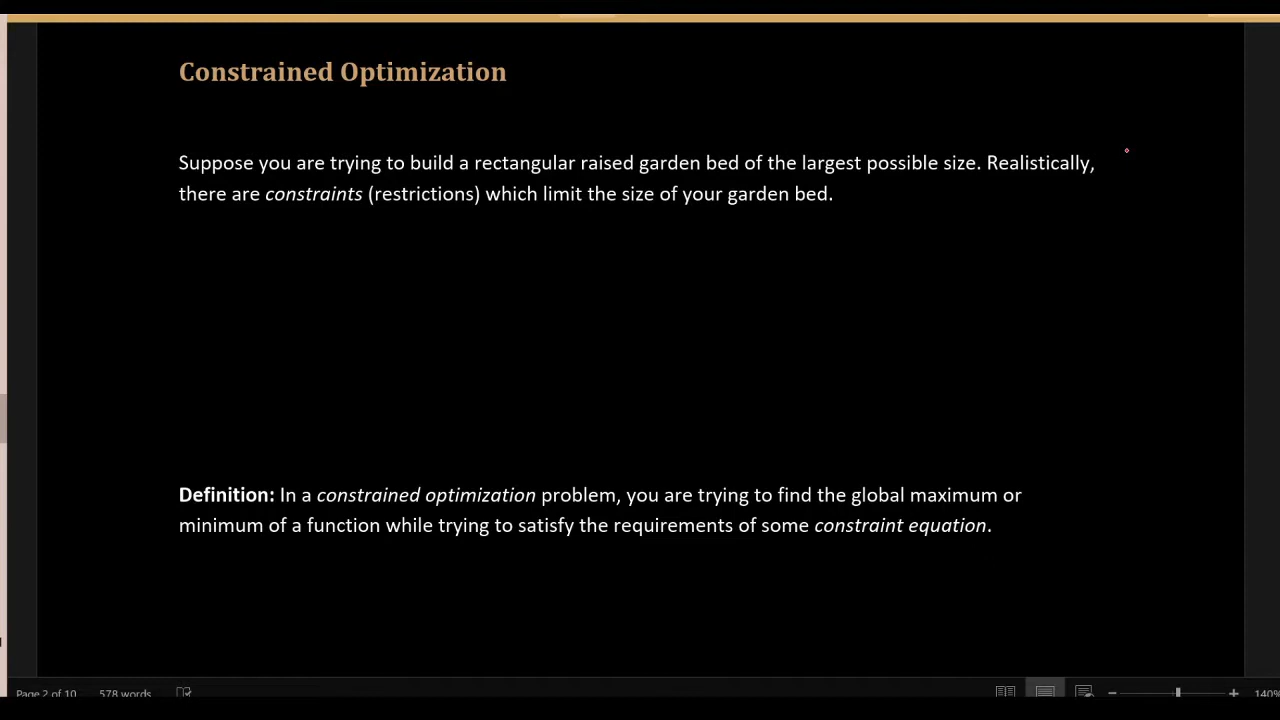 Constrained Optimization
Suppose you are trying to build a rectangular raised garden bed of the largest possible size. Realistically,
there are constraints (restrictions) which limit the size of your garden bed.
Definition: In a constrained optimization problem, you are trying to find the global maximum or
minimum of a function while trying to satisfy the requirements of some constraint equation.
Page 2 of 10 578 words 140%